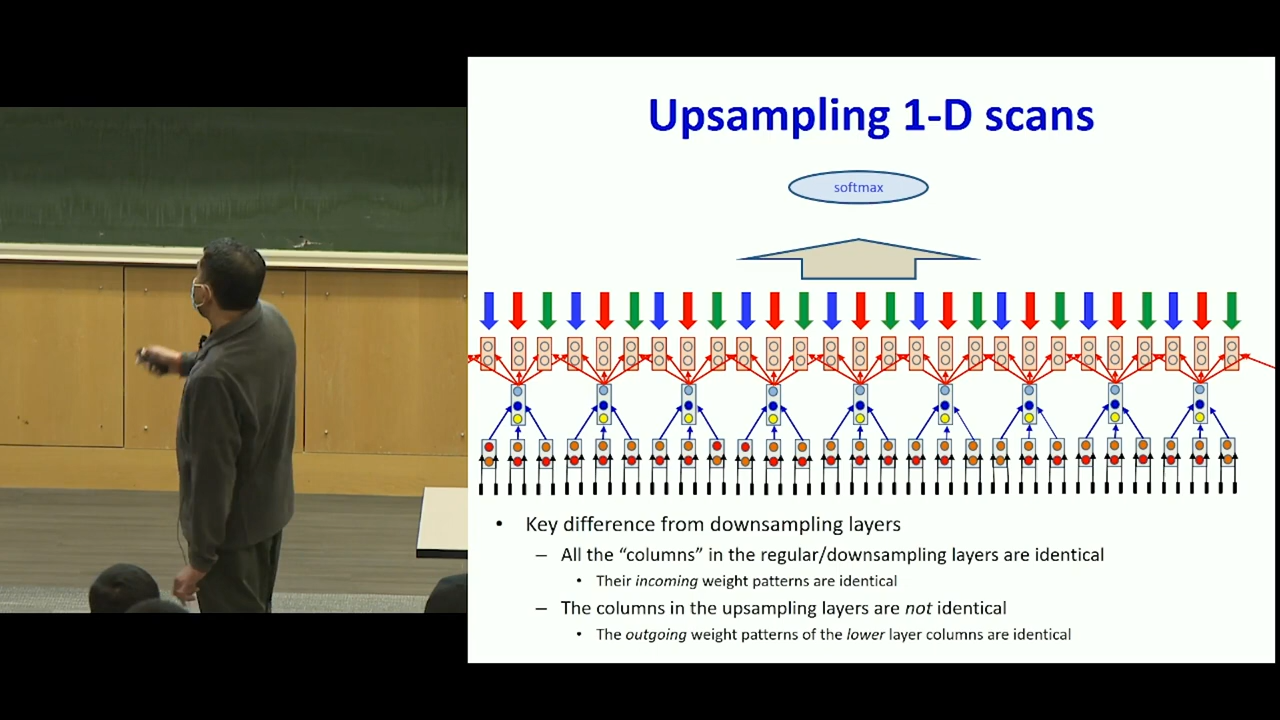 Upsampling 1-D scans
softmax
• Key difference from downsampling layers
– All the “columns” in the regular/downsampling layers are identical
• Their incoming weight patterns are identical
– The columns in the upsampling layers are not identical
• The outgoing weight patterns of the lower layer columns are identical